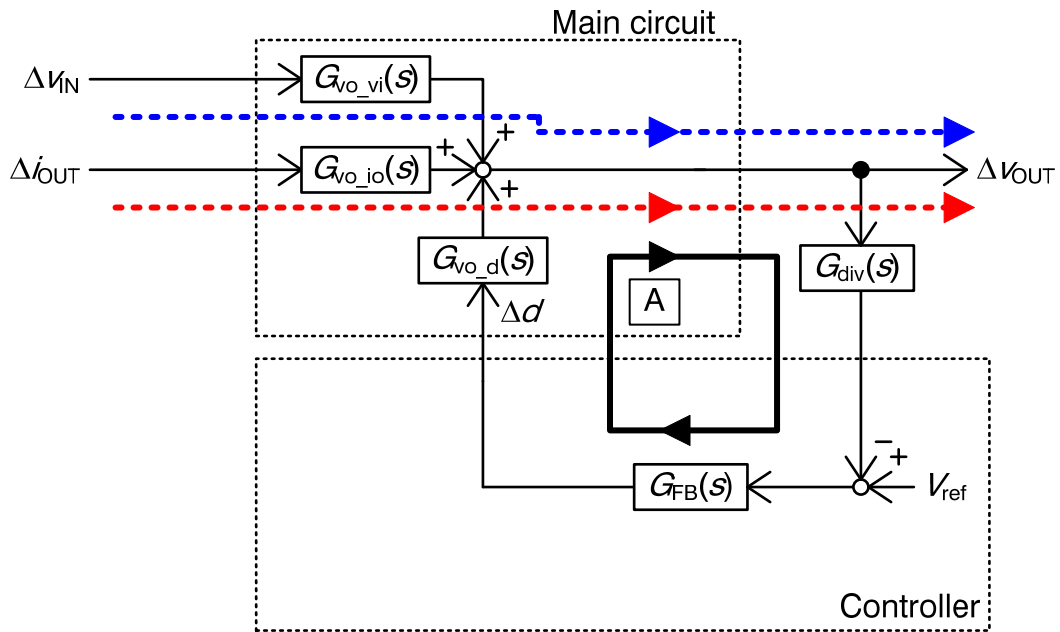 Main circuit
ΔvIN
Gvo_vi(s)
+
ΔiOUT
Gvo_io(s)
+
+
ΔvOUT
Gvo_d(s)
Gdiv(s)
Δd
A
−
+
GFB(s)
Vref
Controller